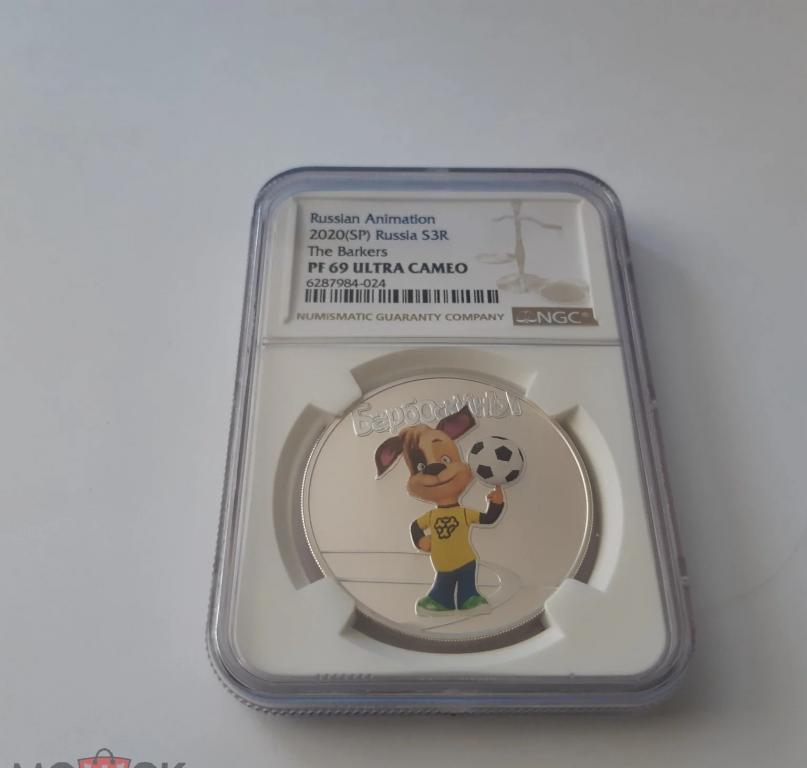 Russian Animation
2020(SP) Russia S3R
The Barkers
PF 69 ULTRA CAMEO
6287984-024
NUMISMATIC GUARANTY COMPANY NGC®
Барбоскины